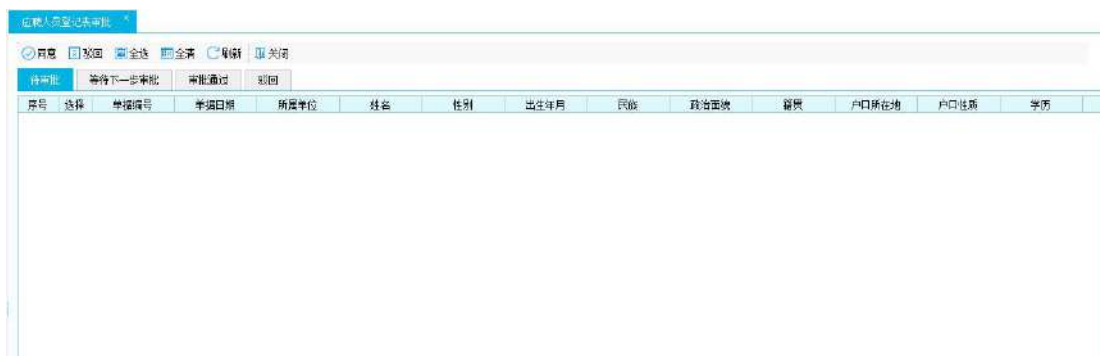 应聘人员登记表审批 ×
同意 驳回 全选 全清 刷新 关闭
待审批 等待下一步审批 审批通过 驳回
序号 选择 单据编号 单据日期 所属单位 姓名 性别 出生年月 民族 政治面貌 籍贯 户口所在地 户口性质 学历